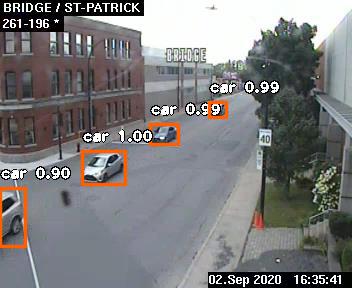 BRIDGE / ST-PATRICK
261-196 *
BRIDGE
car 0.99
car 0.99
car 1.00
40
car 0.90
02.Sep 2020 16:35:41